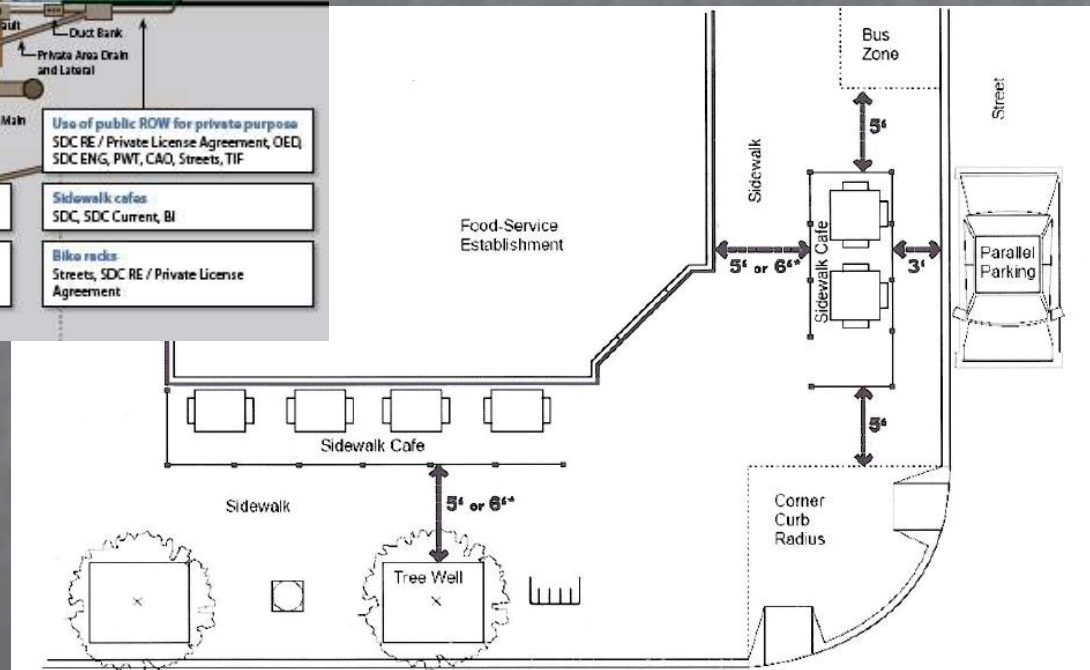 Duct Bank
Private Area Drain
and Lateral
Main
Use of public ROW for private purpose
SDC RE / Private License Agreement, OED,
SDC ENG, PWT, CAO, Streets, TIF
Sidewalk cafes
SDC, SDC Current, BI
Bike racks
Streets, SDC RE / Private License
Agreement
Bus
Zone
Street
5'
Sidewalk
Food-Service
Establishment
Sidewalk Cafe
5' or 6'*
3'
Parallel
Parking
5'
Sidewalk Cafe
Sidewalk
5' or 6'*
Corner
Curb
Radius
Tree Well